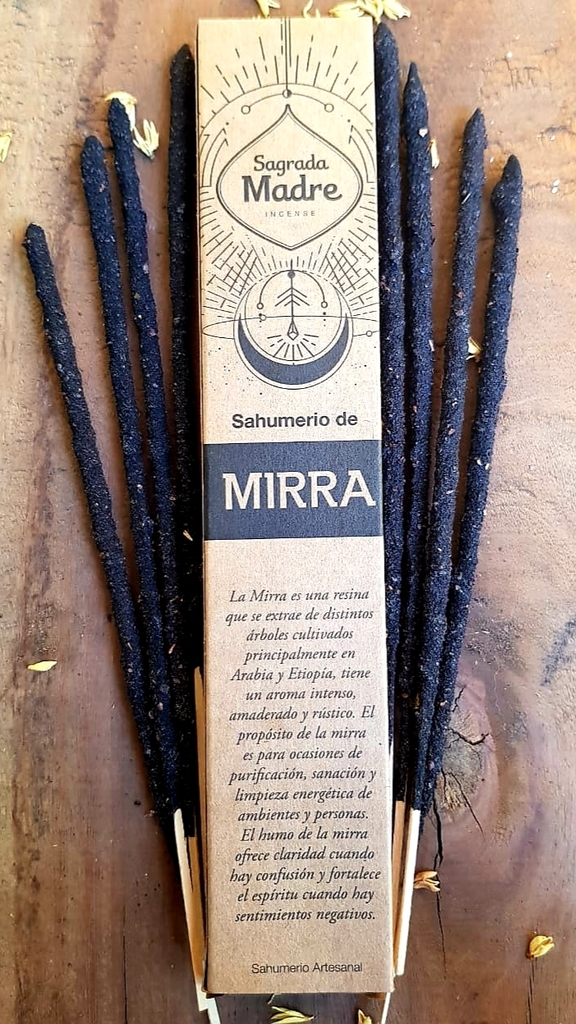 Sagrada
Madre
INCENSE
Sahumerio de
MIRRA
La Mirra es una resina
que se extrae de distintos
árboles cultivados
principalmente en
Arabia y Etiopía, tiene
un aroma intenso,
amaderado y rústico. El
propósito de la mirra
es para ocasiones de
purificación, sanación y
limpieza energética de
ambientes y personas.
El humo de la mirra
ofrece claridad cuando
hay confusión y fortalece
el espíritu cuando hay
sentimientos negativos.
Sahumerio Artesanal